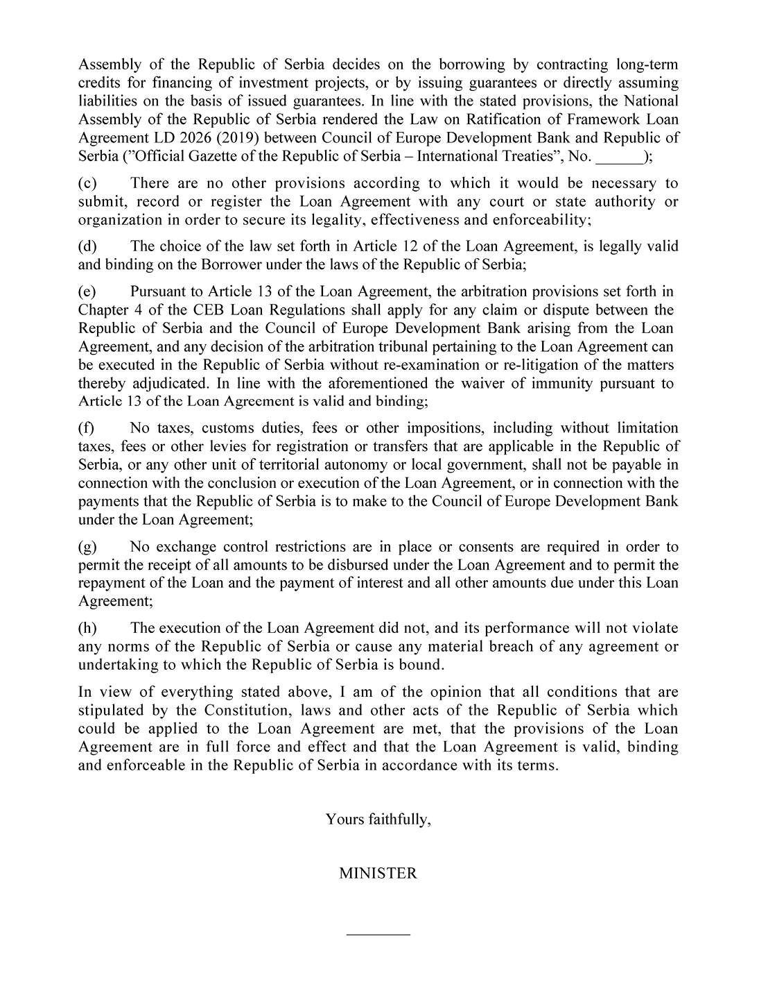 Assembly of the Republic of Serbia decides on the borrowing by contracting long-term
credits for financing of investment projects, or by issuing guarantees or directly assuming
liabilities on the basis of issued guarantees. In line with the stated provisions, the National
Assembly of the Republic of Serbia rendered the Law on Ratification of Framework Loan
Agreement LD 2026 (2019) between Council of Europe Development Bank and Republic of
Serbia (”Official Gazette of the Republic of Serbia – International Treaties”, No. ______);
(c) There are no other provisions according to which it would be necessary to
submit, record or register the Loan Agreement with any court or state authority or
organization in order to secure its legality, effectiveness and enforceability;
(d) The choice of the law set forth in Article 12 of the Loan Agreement, is legally valid
and binding on the Borrower under the laws of the Republic of Serbia;
(e) Pursuant to Article 13 of the Loan Agreement, the arbitration provisions set forth in
Chapter 4 of the CEB Loan Regulations shall apply for any claim or dispute between the
Republic of Serbia and the Council of Europe Development Bank arising from the Loan
Agreement, and any decision of the arbitration tribunal pertaining to the Loan Agreement can
be executed in the Republic of Serbia without re-examination or re-litigation of the matters
thereby adjudicated. In line with the aforementioned the waiver of immunity pursuant to
Article 13 of the Loan Agreement is valid and binding;
(f) No taxes, customs duties, fees or other impositions, including without limitation
taxes, fees or other levies for registration or transfers that are applicable in the Republic of
Serbia, or any other unit of territorial autonomy or local government, shall not be payable in
connection with the conclusion or execution of the Loan Agreement, or in connection with the
payments that the Republic of Serbia is to make to the Council of Europe Development Bank
under the Loan Agreement;
(g) No exchange control restrictions are in place or consents are required in order to
permit the receipt of all amounts to be disbursed under the Loan Agreement and to permit the
repayment of the Loan and the payment of interest and all other amounts due under this Loan
Agreement;
(h) The execution of the Loan Agreement did not, and its performance will not violate
any norms of the Republic of Serbia or cause any material breach of any agreement or
undertaking to which the Republic of Serbia is bound.
In view of everything stated above, I am of the opinion that all conditions that are
stipulated by the Constitution, laws and other acts of the Republic of Serbia which
could be applied to the Loan Agreement are met, that the provisions of the Loan
Agreement are in full force and effect and that the Loan Agreement is valid, binding
and enforceable in the Republic of Serbia in accordance with its terms.
Yours faithfully,
MINISTER
________